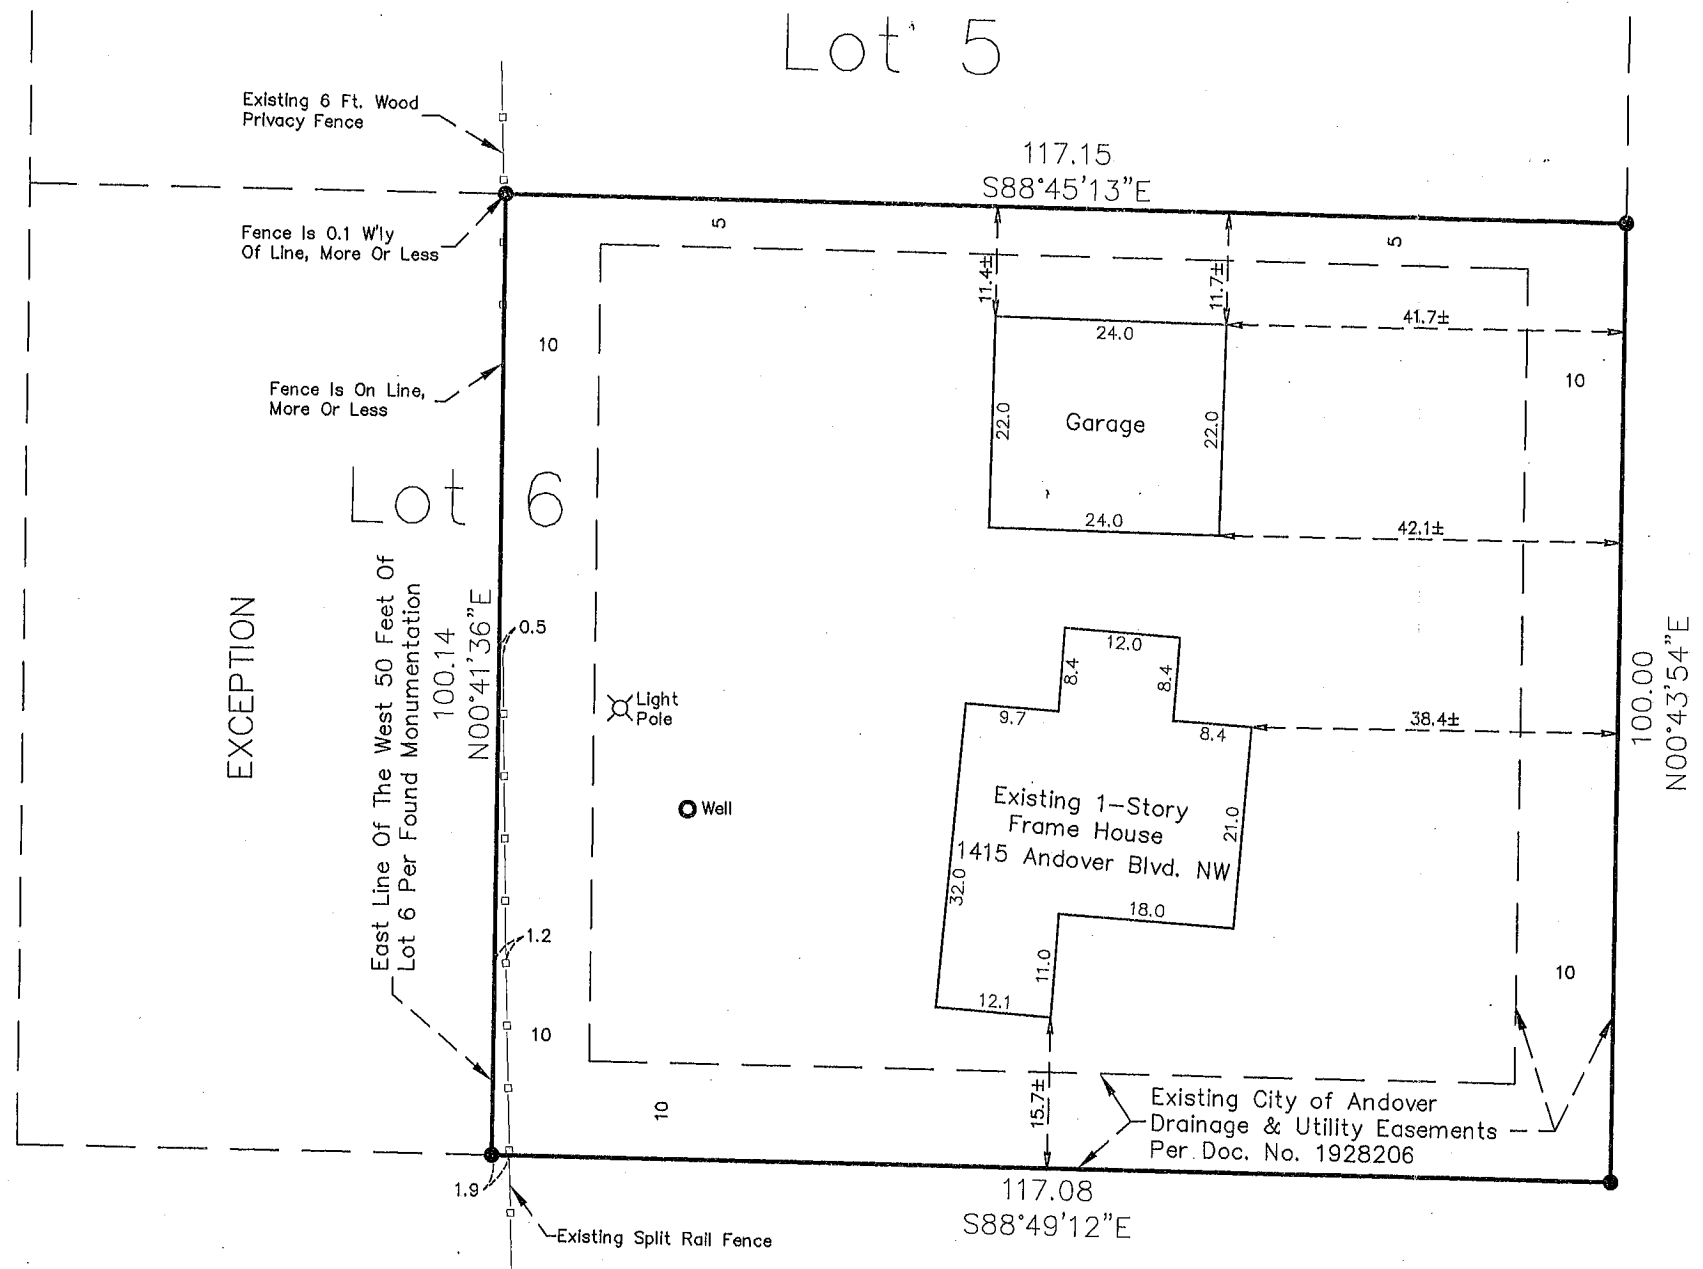 Lot 5
Existing 6 Ft. Wood
Privacy Fence
117.15
S88°45'13"E
5
5
Fence Is 0.1 W'ly
Of Line, More Or Less
11.4±
11.7±
41.7±
24.0
10
10
Fence Is On Line,
More Or Less
22.0
Garage
22.0
Lot 6
24.0
42.1±
EXCEPTION
East Line Of The West 50 Feet Of
Lot 6 Per Found Monumentation
100.14
N00°41'36"E
0.5
12.0
8.4
8.4
Light
Pole
9.7
8.4
38.4±
100.00
N00°43'54"E
Well
Existing 1-Story
Frame House
1415 Andover Blvd. NW
21.0
32.0
18.0
1.2
11.0
10
12.1
10
10
15.7±
Existing City of Andover
Drainage & Utility Easements
Per Doc. No. 1928206
1.9
117.08
S88°49'12"E
Existing Split Rail Fence